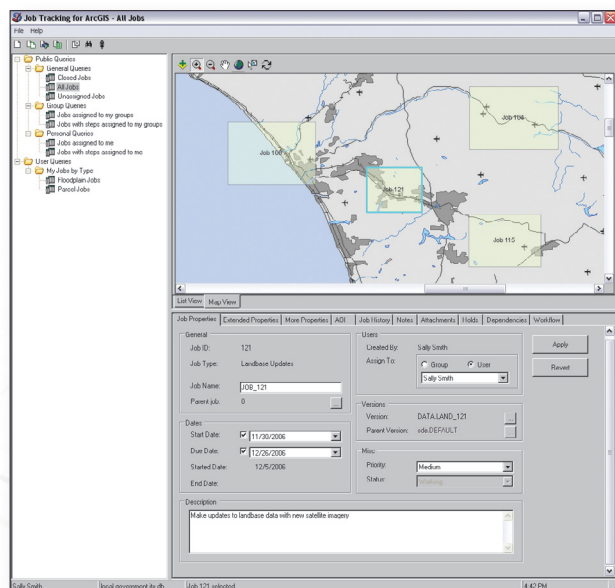 Job Tracking for ArcGIS - All Jobs
File Help
Public Queries
General Queries
Closed Jobs
All Jobs
Unassigned Jobs
Group Queries
Jobs assigned to my groups
Jobs with steps assigned to my groups
Personal Queries
Jobs assigned to me
Jobs with steps assigned to me
User Queries
My Jobs by Type
Floodplan Jobs
Parcel Jobs
Job 104
Job 100
Job 121
Job 115
List View Map View
Job Properties Extended Properties More Properties AOI Job History Notes Attachments Holds Dependencies Workflow
General
Job ID: 121
Job Type: Landbase Updates
Job Name: JOB_121
Parent job: 0 ...
Dates
Start Date: 11/30/2006
Due Date: 12/26/2006
Started Date: 12/5/2006
End Date:
Users
Created By: Sally Smith
Assign To: Group User
Sally Smith
Versions
Version: DATA.LAND_121 ...
Parent Version: sde.DEFAULT ...
Misc
Priority: Medium
Status: Working
Apply
Revert
Description
Make updates to landbase data with new satellite imagery
Sally Smith local government jtx db Job 121 selected 4:42 PM